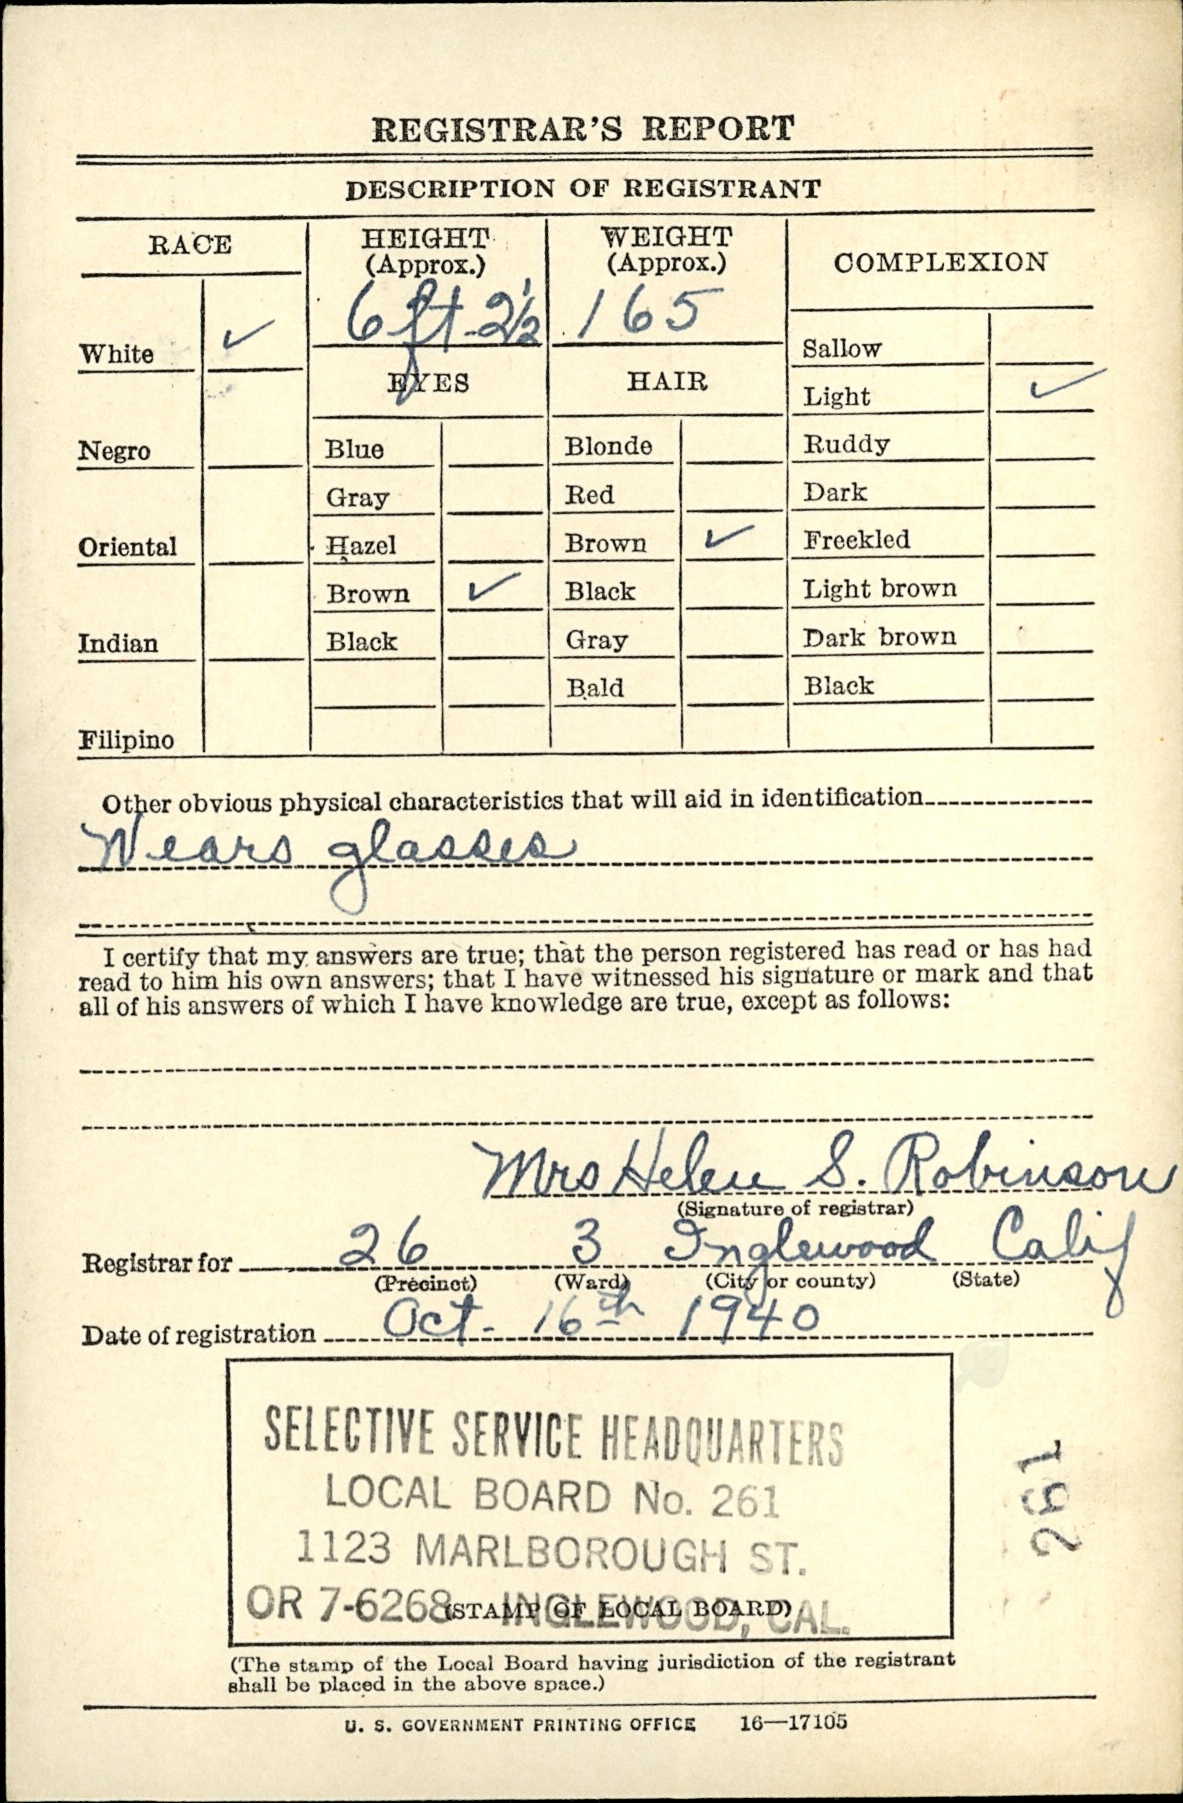 REGISTRAR'S REPORT
DESCRIPTION OF REGISTRANT
RACE
HEIGHT (Approx.)
WEIGHT (Approx.)
COMPLEXION
6 ft. 2 1/2
165
White ✓
EYES
HAIR
Sallow
Light ✓
Negro
Blue
Blonde
Ruddy
Gray
Red
Dark
Oriental
Hazel
Brown ✓
Freckled
Brown ✓
Black
Light brown
Indian
Black
Gray
Dark brown
Bald
Black
Filipino
Other obvious physical characteristics that will aid in identification
Wears glasses
I certify that my answers are true; that the person registered has read or has had
read to him his own answers; that I have witnessed his signature or mark and that
all of his answers of which I have knowledge are true, except as follows:
Mrs Helen S. Robinson
(Signature of registrar)
Registrar for 26 3 Inglewood Calif
(Precinct) (Ward) (City or county) (State)
Date of registration Oct. 16th 1940
SELECTIVE SERVICE HEADQUARTERS
LOCAL BOARD No. 261
1123 MARLBOROUGH ST.
OR 7-6268 INGLEWOOD, CAL.
(STAMP OF LOCAL BOARD)
261
(The stamp of the Local Board having jurisdiction of the registrant
shall be placed in the above space.)
U. S. GOVERNMENT PRINTING OFFICE 16—17105